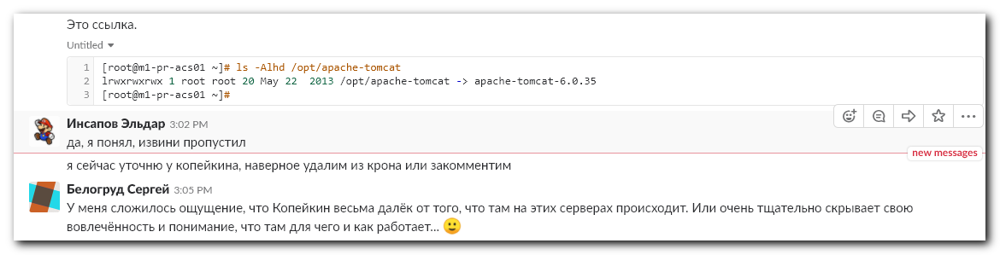 Это ссылка.
Untitled
1 [root@m1-pr-acs01 ~]# ls -Alhd /opt/apache-tomcat
2 lrwxrwxrwx 1 root root 20 May 22  2013 /opt/apache-tomcat -> apache-tomcat-6.0.35
3 [root@m1-pr-acs01 ~]#
Инсапов Эльдар 3:02 PM
да, я понял, извини пропустил
new messages
я сейчас уточню у копейкина, наверное удалим из крона или закомментим
Белогруд Сергей 3:05 PM
У меня сложилось ощущение, что Копейкин весьма далёк от того, что там на этих серверах происходит. Или очень тщательно скрывает свою
вовлечённость и понимание, что там для чего и как работает... 🙂